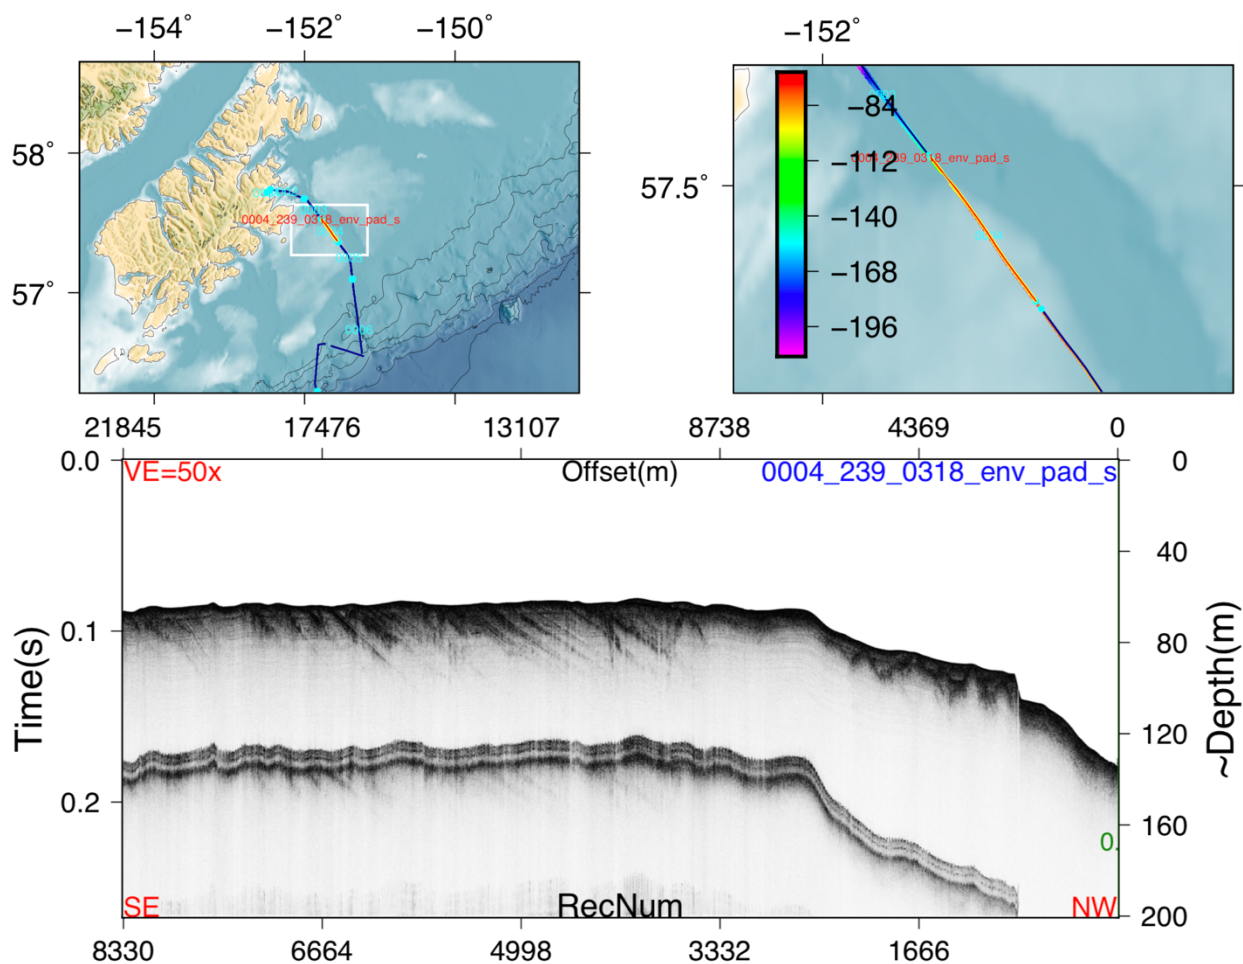 −154° −152° −150°
−152°
58°
57°
57.5°
0004_239_0318_env_pad_s
0006
−84
−112
−140
−168
−196
0004_239_0318_env_pad_s
21845 17476 13107 8738 4369 0
VE=50x Offset(m) 0004_239_0318_env_pad_s
0.0
0.1
0.2
Time(s)
0
40
80
120
160
200
~Depth(m)
0.
SE RecNum NW
8330 6664 4998 3332 1666